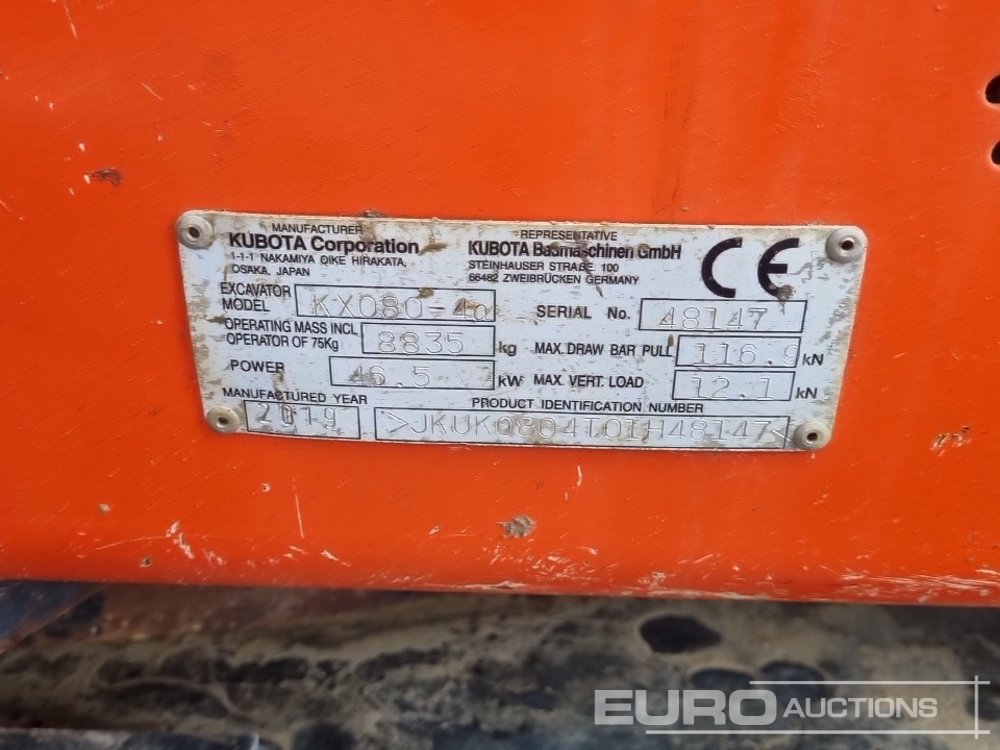 MANUFACTURER
KUBOTA Corporation
1-1-1 NAKAMIYA OIKE HIRAKATA,
OSAKA, JAPAN
REPRESENTATIVE
KUBOTA Baumaschinen GmbH
STEINHAUSER STRAßE 100
66482 ZWEIBRÜCKEN GERMANY
CE
EXCAVATOR MODEL KX080-4α
SERIAL No. 48147
OPERATING MASS INCL OPERATOR OF 75Kg 8835 kg
MAX. DRAW BAR PULL 116.9 kN
POWER 46.5 kW
MAX. VERT. LOAD 12.1 kN
MANUFACTURED YEAR
2019
PRODUCT IDENTIFICATION NUMBER
>JKUK0804T01H48147<
EURO AUCTIONS